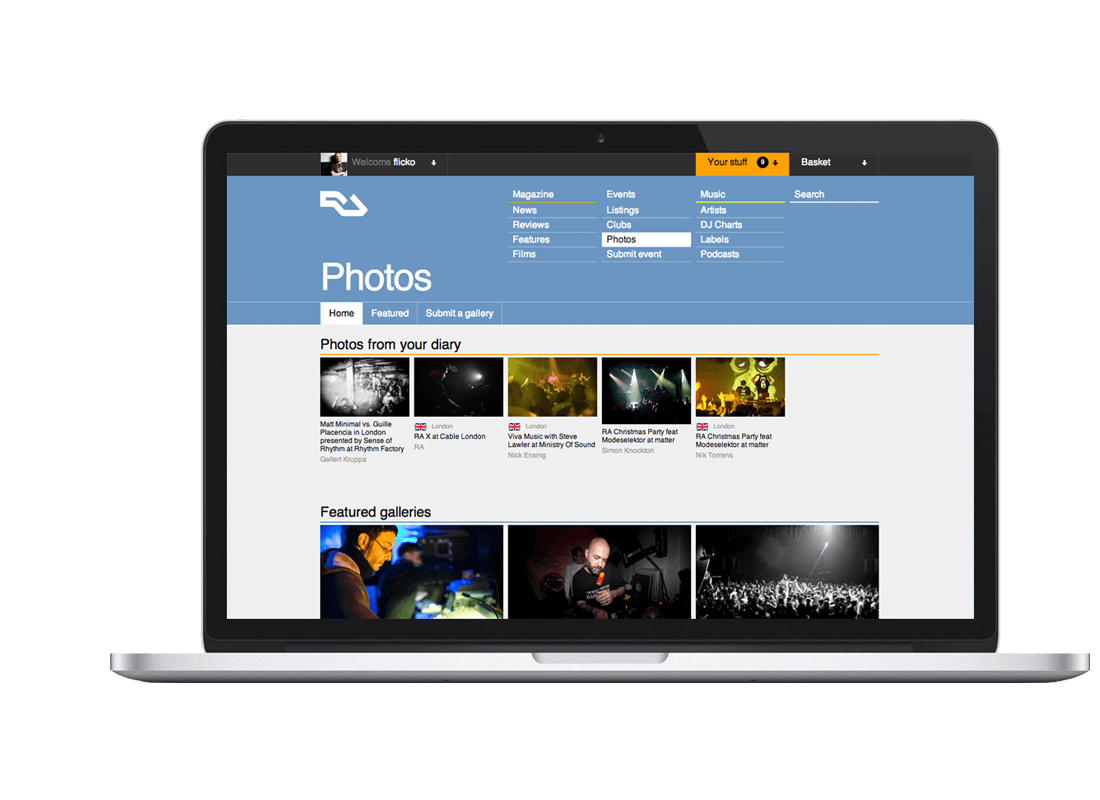 Welcome flicko
Your stuff 9
Basket
RA
Magazine
News
Reviews
Features
Films
Events
Listings
Clubs
Photos
Submit event
Music
Artists
DJ Charts
Labels
Podcasts
Search
Photos
Home
Featured
Submit a gallery
Photos from your diary
Matt Minimal vs. Guille
Placencia in London
presented by Sense of
Rhythm at Rhythm Factory
Gellert Kruppa
London
RA X at Cable London
RA
London
Viva Music with Steve
Lawler at Ministry Of Sound
Nick Ensing
RA Christmas Party feat
Modeselektor at matter
Simon Knockton
London
RA Christmas Party feat
Modeselektor at matter
Nik Torrens
Featured galleries